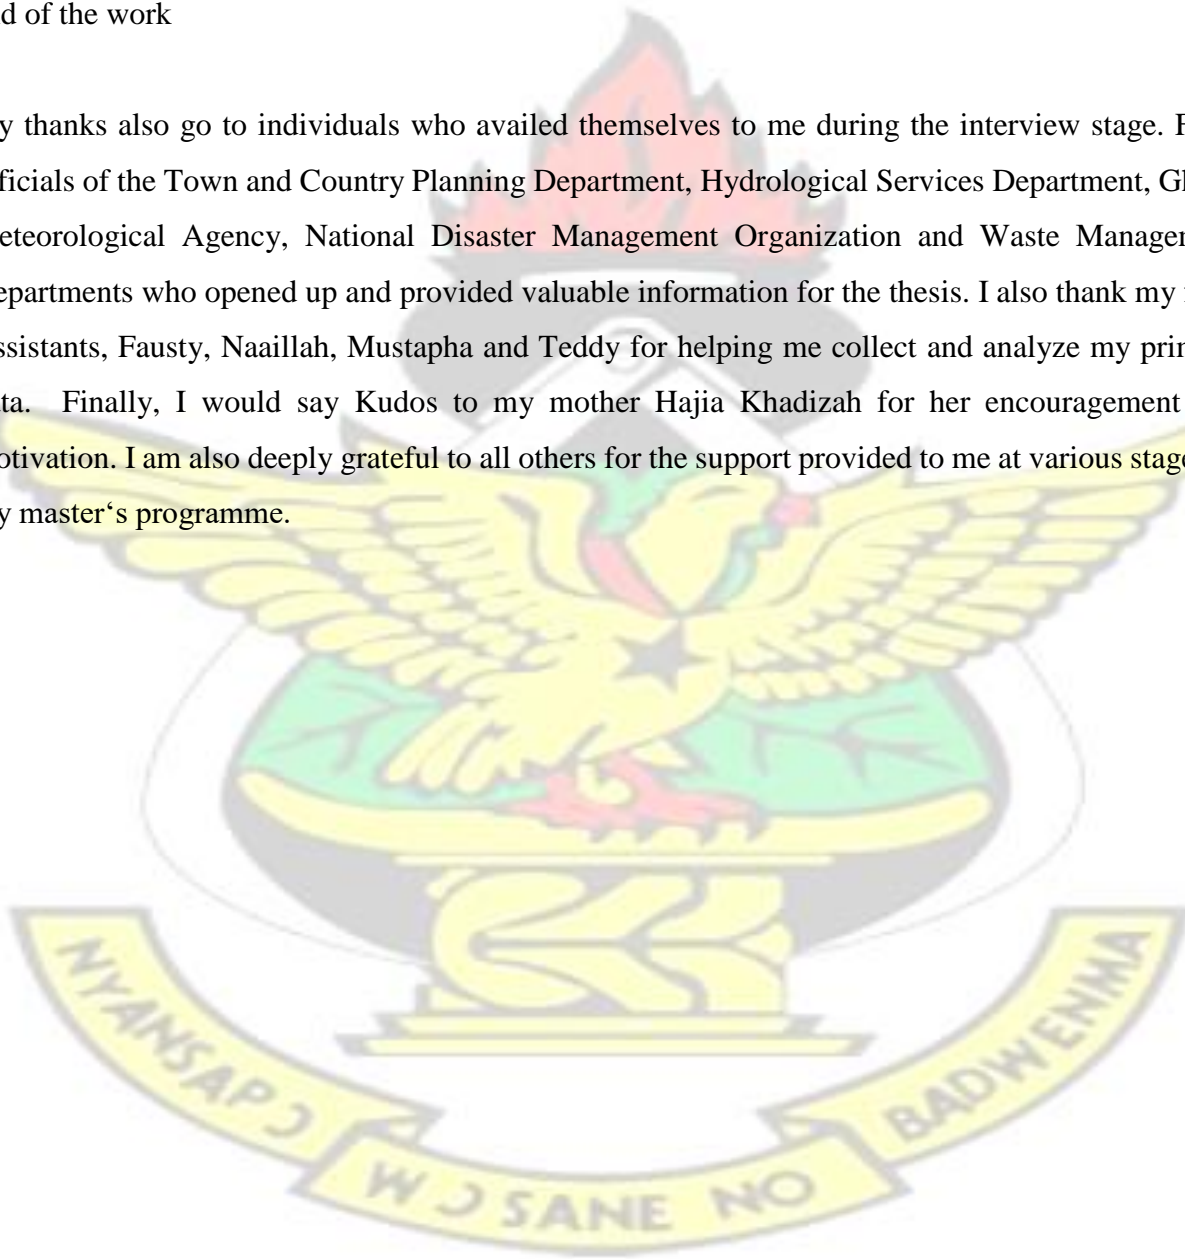 d of the work
y thanks also go to individuals who availed themselves to me during the interview stage. F
ficials of the Town and Country Planning Department, Hydrological Services Department, Gl
eteorological Agency, National Disaster Management Organization and Waste Manager
epartments who opened up and provided valuable information for the thesis. I also thank my
ssistants, Fausty, Naaillah, Mustapha and Teddy for helping me collect and analyze my prin
ta. Finally, I would say Kudos to my mother Hajia Khadizah for her encouragement
otivation. I am also deeply grateful to all others for the support provided to me at various stage
y master‘s programme.
NYANSAPƆ
WƆSANE NO
BADWENMA